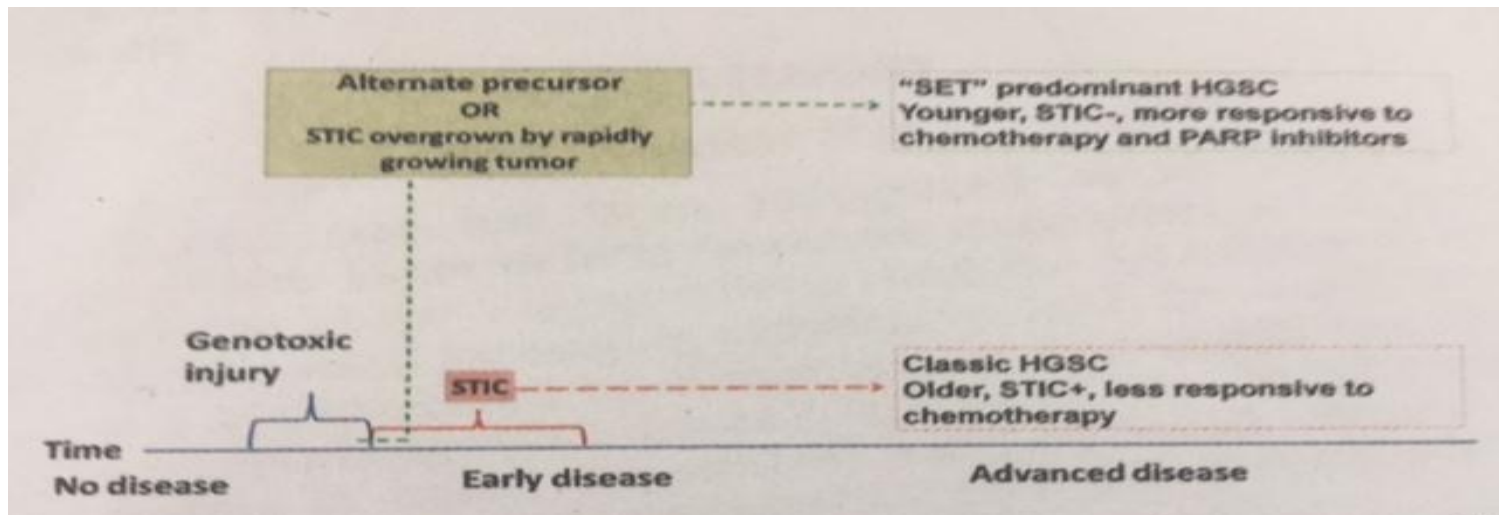 Alternate precursor
OR
STIC overgrown by rapidly
growing tumor
“SET” predominant HGSC
Younger, STIC-, more responsive to
chemotherapy and PARP inhibitors
Genotoxic
injury
STIC
Classic HGSC
Older, STIC+, less responsive to
chemotherapy
Time
No disease
Early disease
Advanced disease